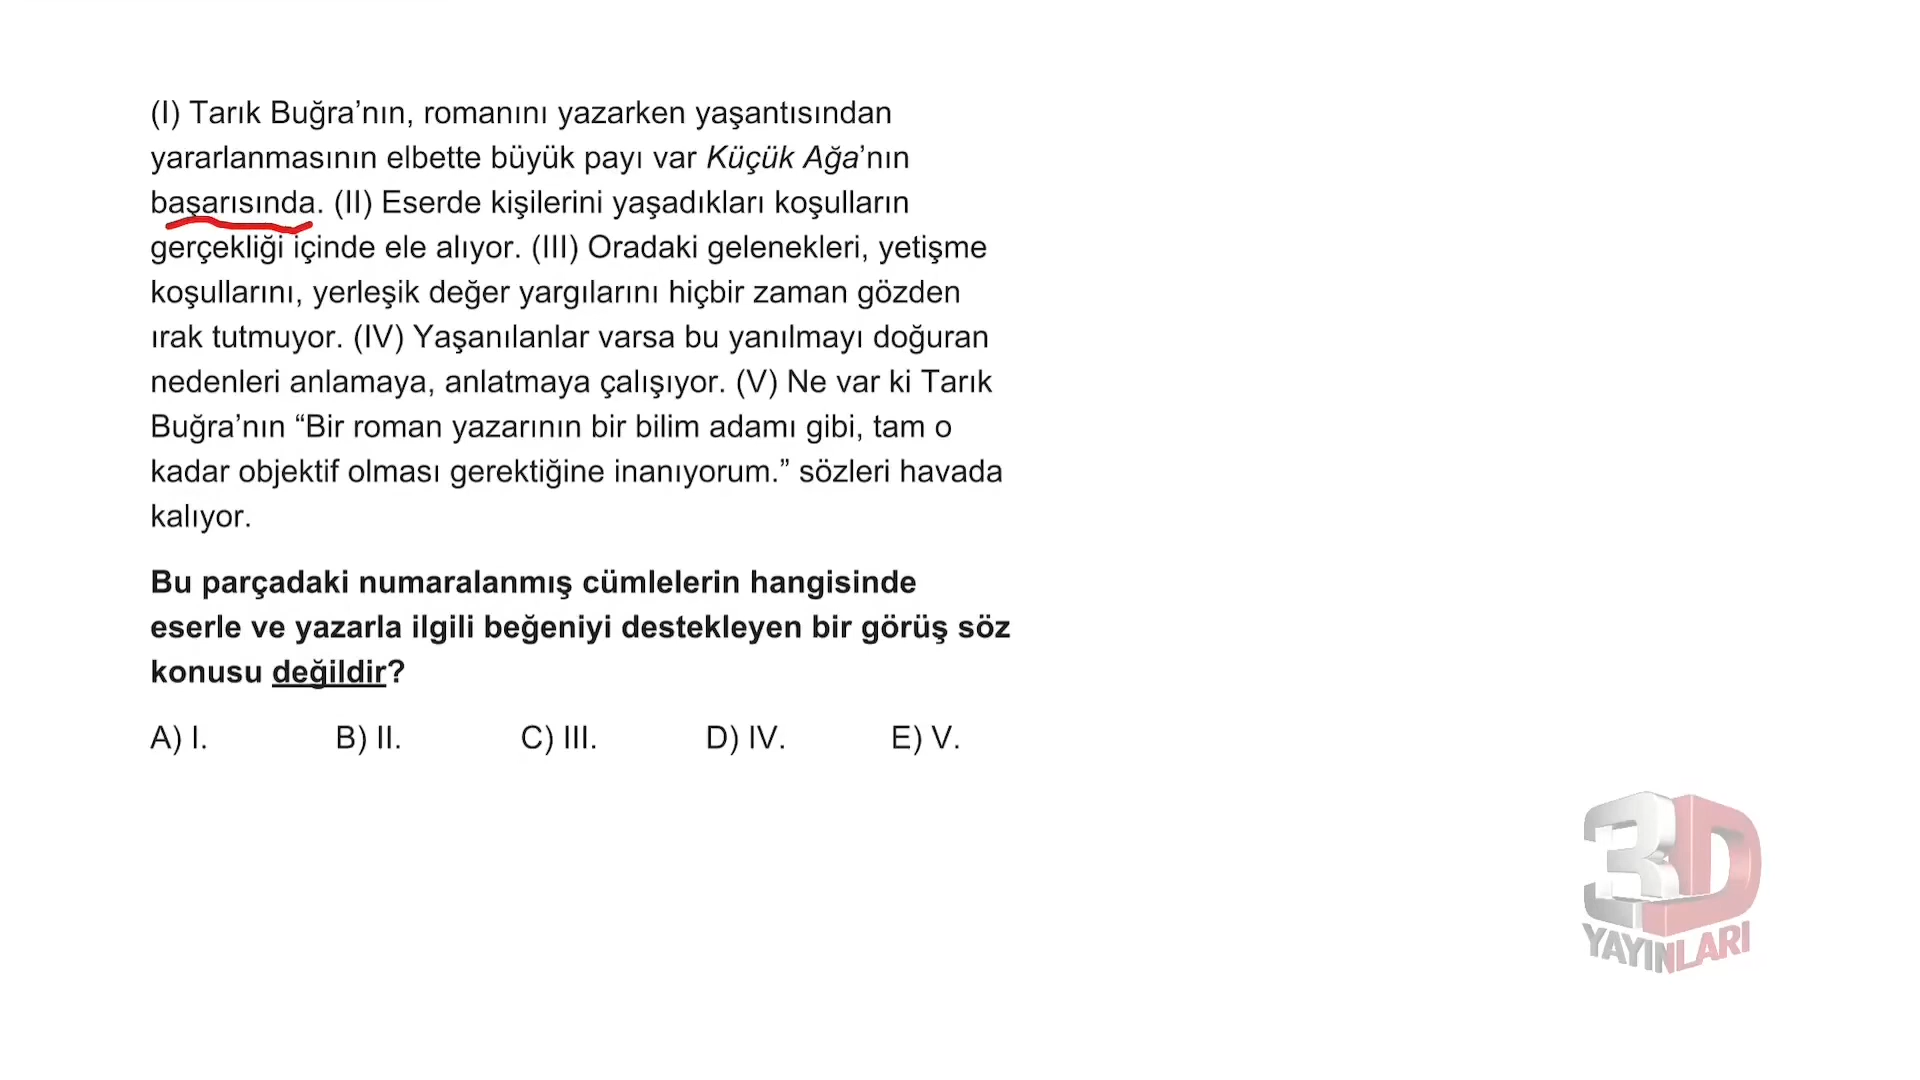 (I) Tarık Buğra’nın, romanını yazarken yaşantısından
yararlanmasının elbette büyük payı var Küçük Ağa’nın
başarısında. (II) Eserde kişilerini yaşadıkları koşulların
gerçekliği içinde ele alıyor. (III) Oradaki gelenekleri, yetişme
koşullarını, yerleşik değer yargılarını hiçbir zaman gözden
ırak tutmuyor. (IV) Yaşanılanlar varsa bu yanılmayı doğuran
nedenleri anlamaya, anlatmaya çalışıyor. (V) Ne var ki Tarık
Buğra’nın “Bir roman yazarının bir bilim adamı gibi, tam o
kadar objektif olması gerektiğine inanıyorum.” sözleri havada
kalıyor.
Bu parçadaki numaralanmış cümlelerin hangisinde
eserle ve yazarla ilgili beğeniyi destekleyen bir görüş söz
konusu değildir?
A) I. B) II. C) III. D) IV. E) V.
3D
YAYINLARI